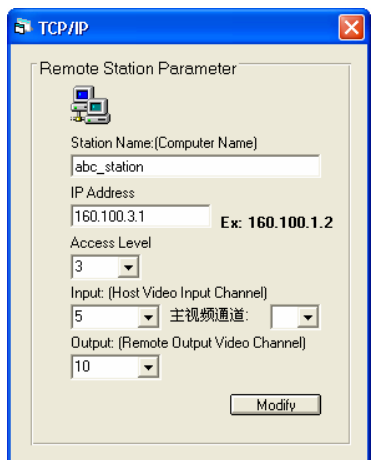 TCP/IP
Remote Station Parameter
Station Name:(Computer Name)
abc_station
IP Address
160.100.3.1 Ex: 160.100.1.2
Access Level
3
Input: (Host Video Input Channel)
5 主视频通道:
Output: (Remote Output Video Channel)
10
Modify